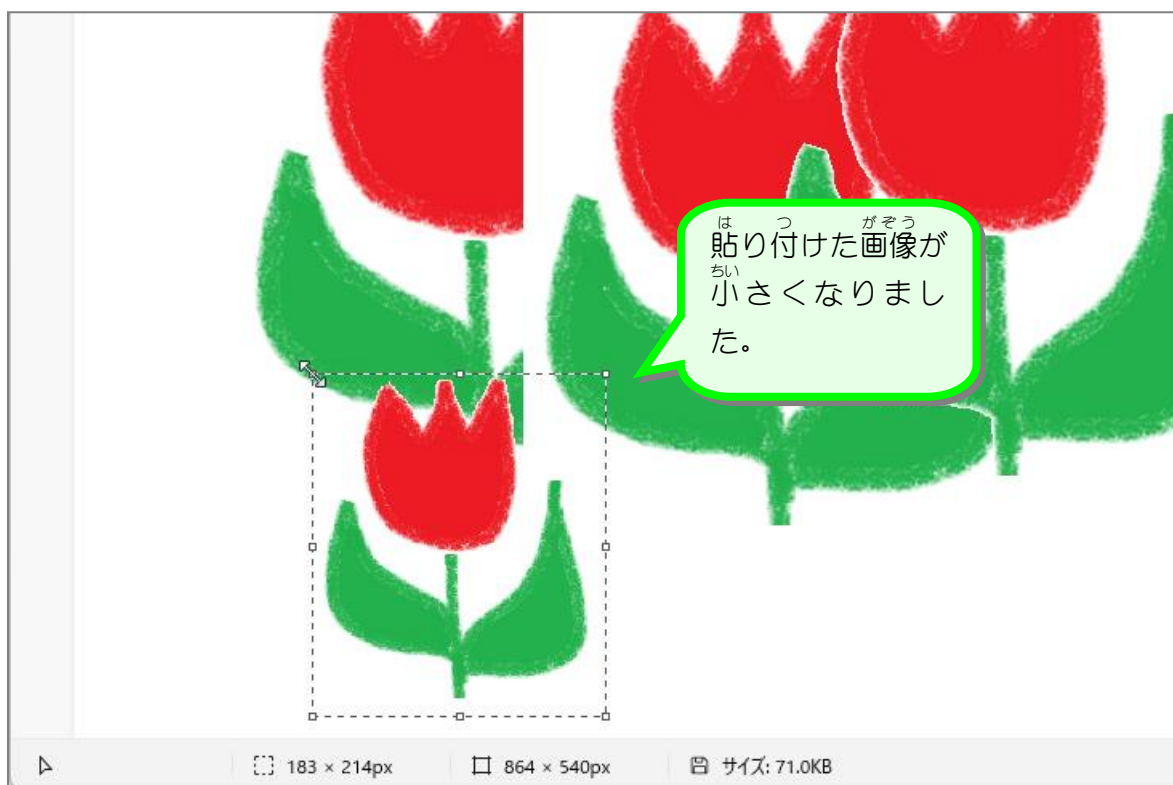 は つ がぞう
貼り付けた画像が
ちい
小さくなりまし
た。
183 × 214px 864 × 540px サイズ: 71.0KB